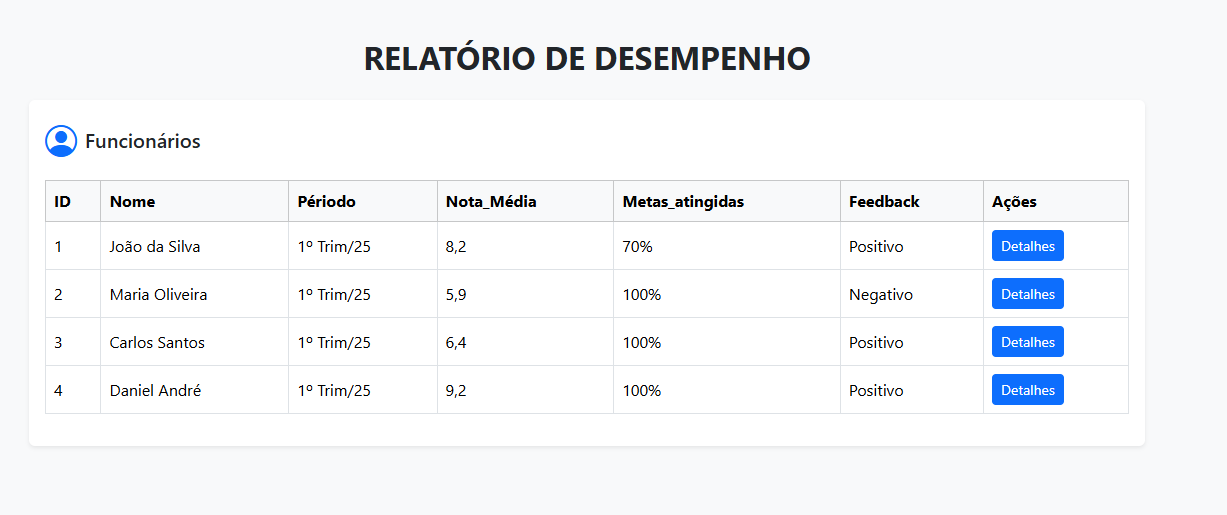 RELATÓRIO DE DESEMPENHO
Funcionários
ID Nome Périodo Nota_Média Metas_atingidas Feedback Ações
1 João da Silva 1º Trim/25 8,2 70% Positivo Detalhes
2 Maria Oliveira 1º Trim/25 5,9 100% Negativo Detalhes
3 Carlos Santos 1º Trim/25 6,4 100% Positivo Detalhes
4 Daniel André 1º Trim/25 9,2 100% Positivo Detalhes